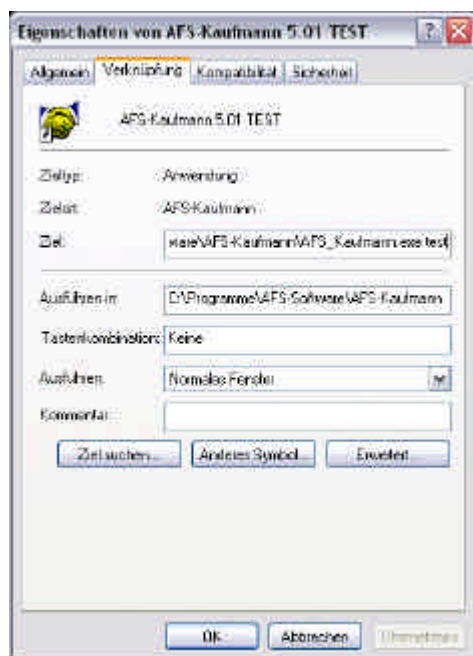 Eigenschaften von AFS-Kaufmann 5.01 TEST
Allgemein Verknüpfung Kompatibilität Sicherheit
AFS-Kaufmann 5.01 TEST
Zieltyp: Anwendung
Zielort: AFS-Kaufmann
Ziel: ware\AFS-Kaufmann\AFS_Kaufmann.exe test
Ausführen in: D:\Programme\AFS-Software\AFS-Kaufmann
Tastenkombination: Keine
Ausführen: Normales Fenster
Kommentar:
Ziel suchen... Anderes Symbol... Erweitert...
OK Abbrechen Übernehmen